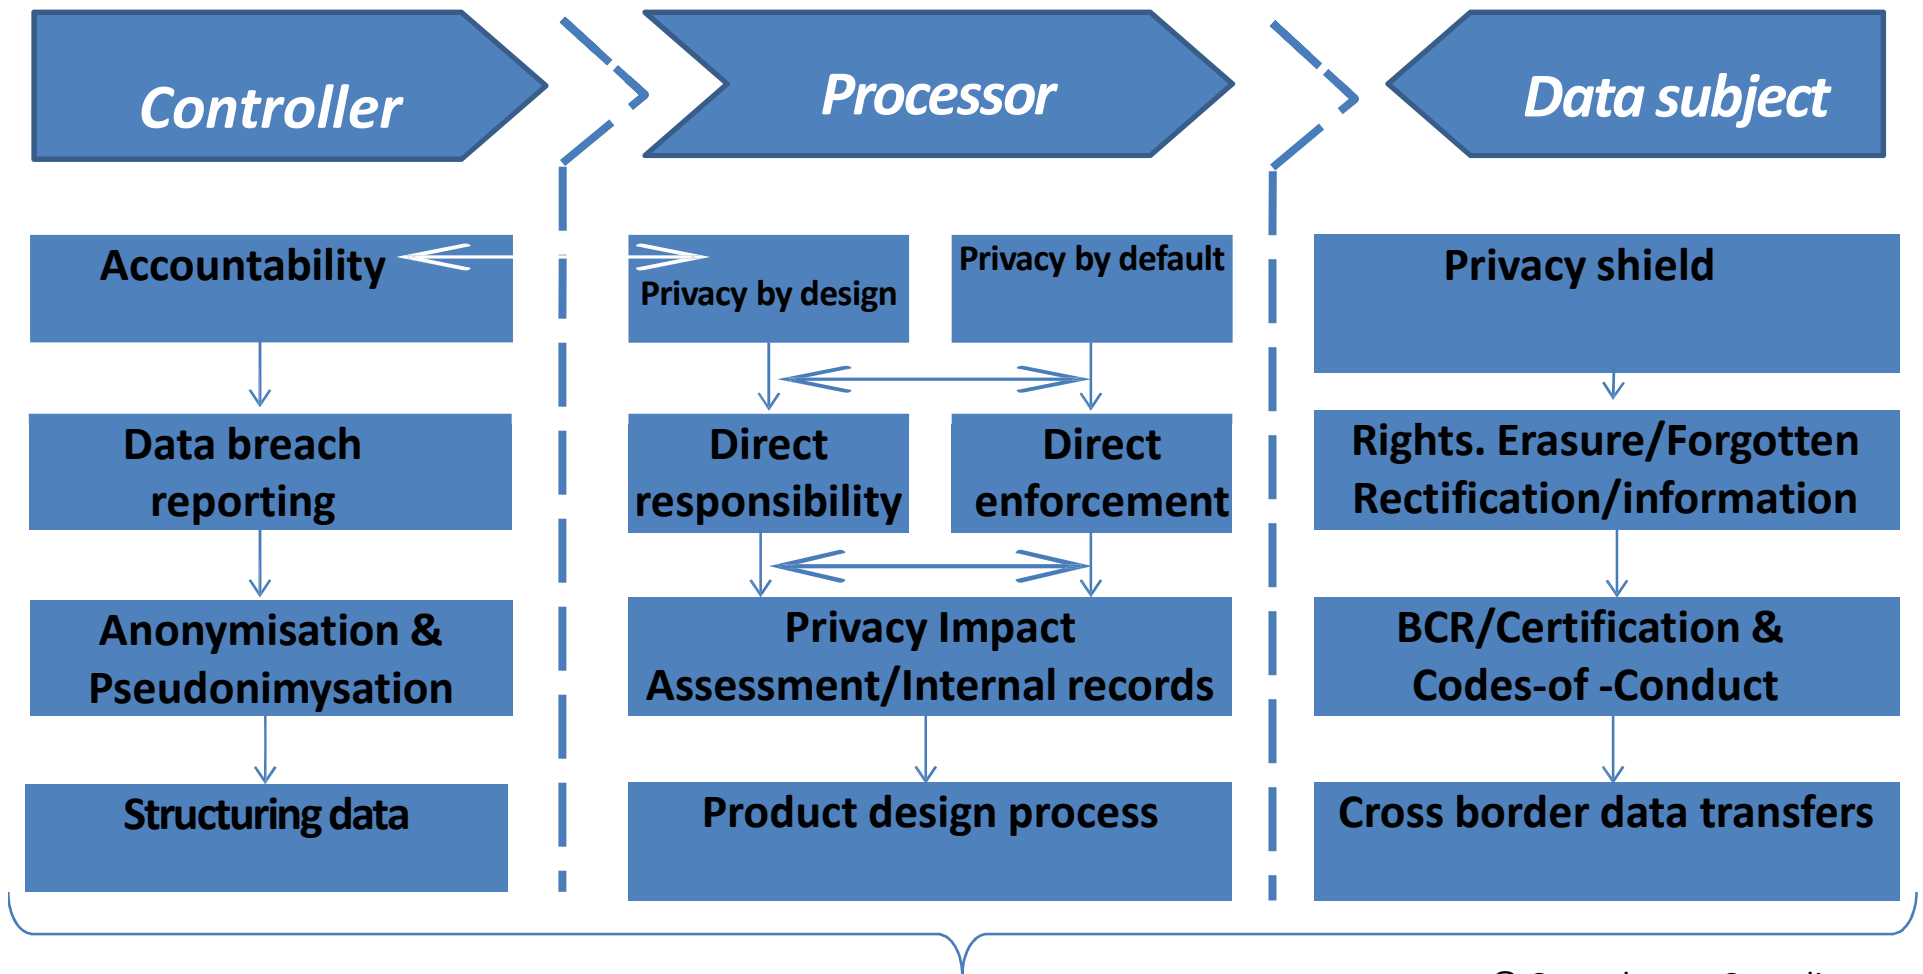 Controller
Processor
Data subject
Accountability
Privacy by design
Privacy by default
Privacy shield
Data breach
reporting
Direct
responsibility
Direct
enforcement
Rights. Erasure/Forgotten
Rectification/information
Anonymisation &
Pseudonimysation
Privacy Impact
Assessment/Internal records
BCR/Certification &
Codes-of -Conduct
Structuring data
Product design process
Cross border data transfers